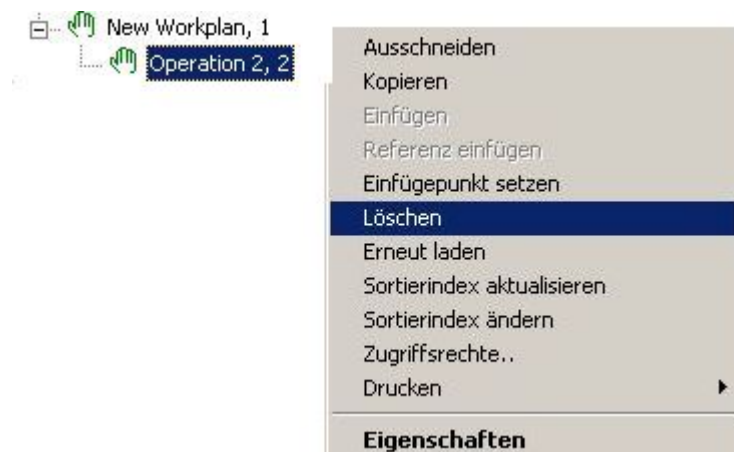 New Workplan, 1
Operation 2, 2
Ausschneiden
Kopieren
Einfügen
Referenz einfügen
Einfügepunkt setzen
Löschen
Erneut laden
Sortierindex aktualisieren
Sortierindex ändern
Zugriffsrechte..
Drucken
Eigenschaften